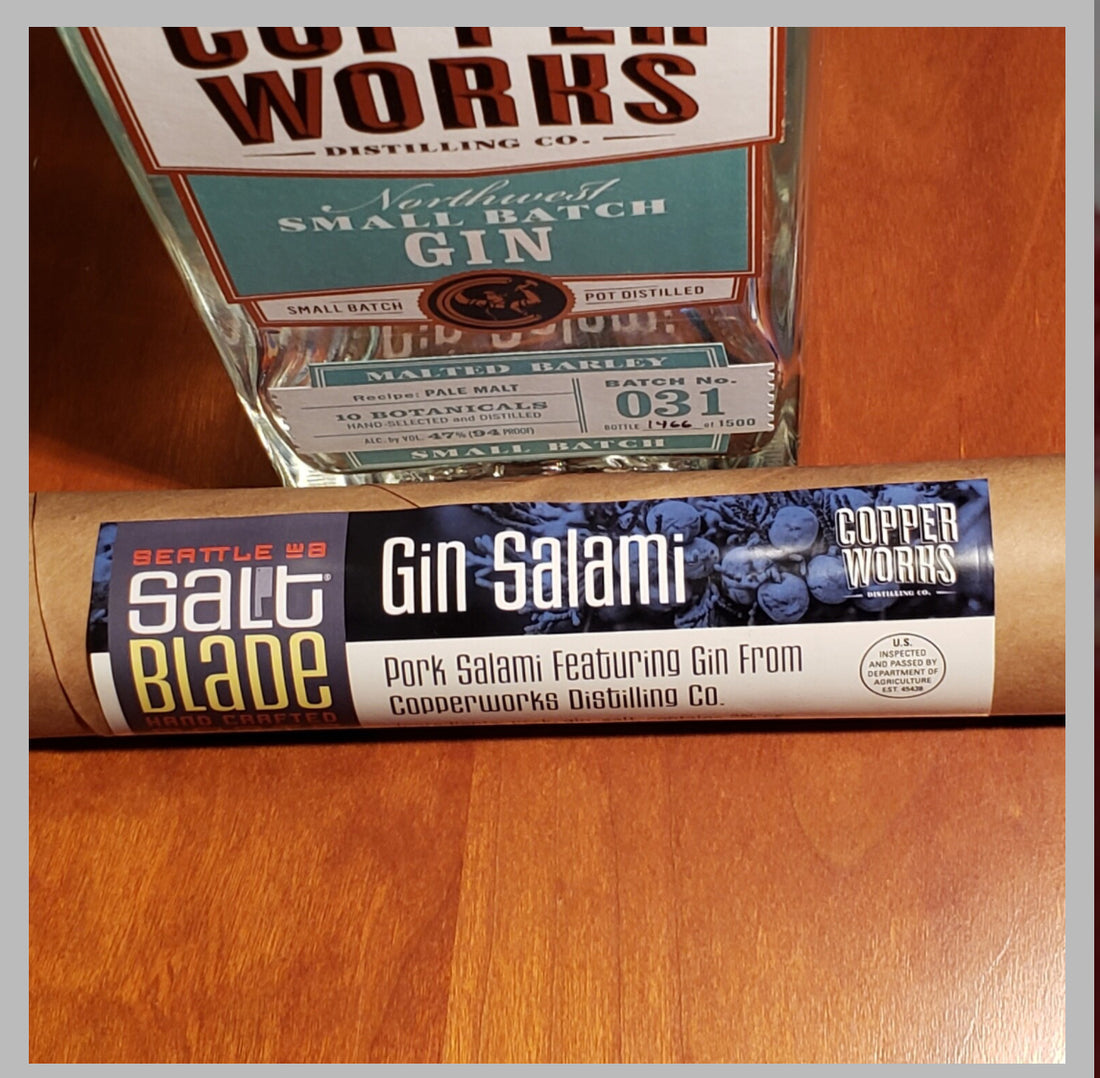 COPPER
WORKS
DISTILLING CO.
Northwest
SMALL BATCH
GIN
SMALL BATCH
POT DISTILLED
MALTED BARLEY
Recipe: PALE MALT
10 BOTANICALS
HAND-SELECTED and DISTILLED
ALC. by VOL. 47% (94 PROOF)
BATCH No.
031
BOTTLE 1466 of 1500
SMALL BATCH
SEATTLE WA
Salt®
BLADE
HAND CRAFTED
Gin Salami
COPPER
WORKS
DISTILLING CO.
Pork Salami Featuring Gin From
Copperworks Distilling Co.
U.S.
INSPECTED
AND PASSED BY
DEPARTMENT OF
AGRICULTURE
EST. 45438